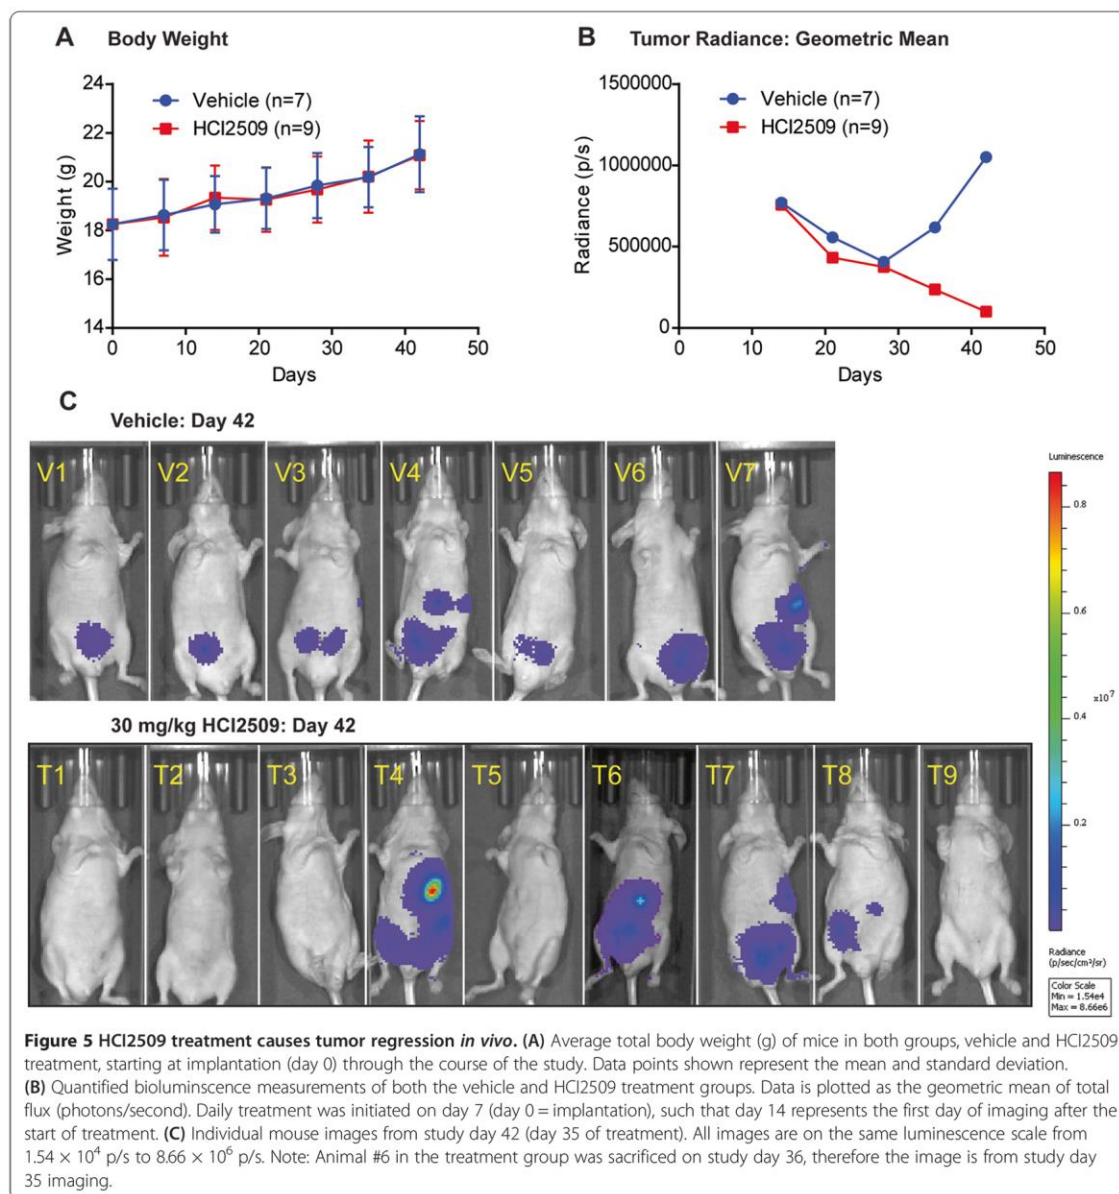 A Body Weight
24
22
20
18
16
14
Weight (g)
Vehicle (n=7)
HCI2509 (n=9)
0 10 20 30 40 50
Days
B Tumor Radiance: Geometric Mean
1500000
1000000
500000
0
Radiance (p/s)
Vehicle (n=7)
HCI2509 (n=9)
0 10 20 30 40 50
Days
C
Vehicle: Day 42
V1 V2 V3 V4 V5 V6 V7
30 mg/kg HCI2509: Day 42
T1 T2 T3 T4 T5 T6 T7 T8 T9
Luminescence
0.8
0.6
x10⁷
0.4
0.2
Radiance
(p/sec/cm²/sr)
Color Scale
Min = 1.54e4
Max = 8.66e6
Figure 5 HCI2509 treatment causes tumor regression in vivo. (A) Average total body weight (g) of mice in both groups, vehicle and HCI2509
treatment, starting at implantation (day 0) through the course of the study. Data points shown represent the mean and standard deviation.
(B) Quantified bioluminscence measurements of both the vehicle and HCI2509 treatment groups. Data is plotted as the geometric mean of total
flux (photons/second). Daily treatment was initiated on day 7 (day 0 = implantation), such that day 14 represents the first day of imaging after the
start of treatment. (C) Individual mouse images from study day 42 (day 35 of treatment). All images are on the same luminescence scale from
1.54 × 10⁴ p/s to 8.66 × 10⁶ p/s. Note: Animal #6 in the treatment group was sacrificed on study day 36, therefore the image is from study day
35 imaging.